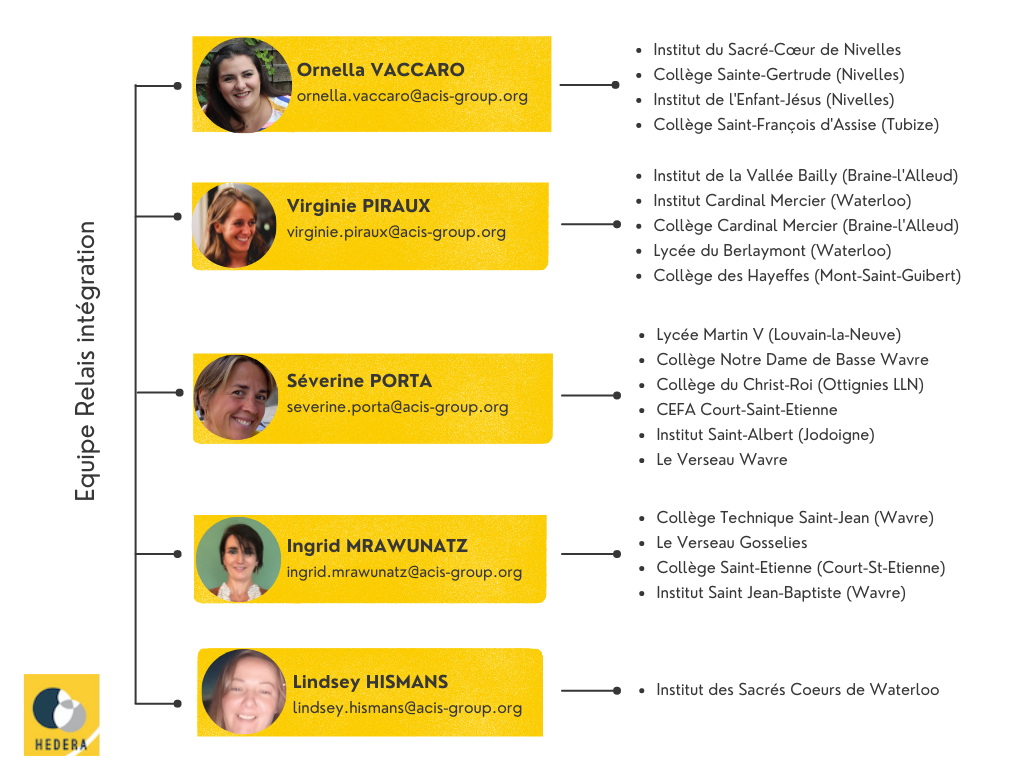 Equipe Relais intégration
Ornella VACCARO
ornella.vaccaro@acis-group.org
• Institut du Sacré-Cœur de Nivelles
• Collège Sainte-Gertrude (Nivelles)
• Institut de l'Enfant-Jésus (Nivelles)
• Collège Saint-François d'Assise (Tubize)
Virginie PIRAUX
virginie.piraux@acis-group.org
• Institut de la Vallée Bailly (Braine-l'Alleud)
• Institut Cardinal Mercier (Waterloo)
• Collège Cardinal Mercier (Braine-l'Alleud)
• Lycée du Berlaymont (Waterloo)
• Collège des Hayeffes (Mont-Saint-Guibert)
Séverine PORTA
severine.porta@acis-group.org
• Lycée Martin V (Louvain-la-Neuve)
• Collège Notre Dame de Basse Wavre
• Collège du Christ-Roi (Ottignies LLN)
• CEFA Court-Saint-Etienne
• Institut Saint-Albert (Jodoigne)
• Le Verseau Wavre
Ingrid MRAWUNATZ
ingrid.mrawunatz@acis-group.org
• Collège Technique Saint-Jean (Wavre)
• Le Verseau Gosselies
• Collège Saint-Etienne (Court-St-Etienne)
• Institut Saint Jean-Baptiste (Wavre)
Lindsey HISMANS
lindsey.hismans@acis-group.org
• Institut des Sacrés Coeurs de Waterloo
HEDERA